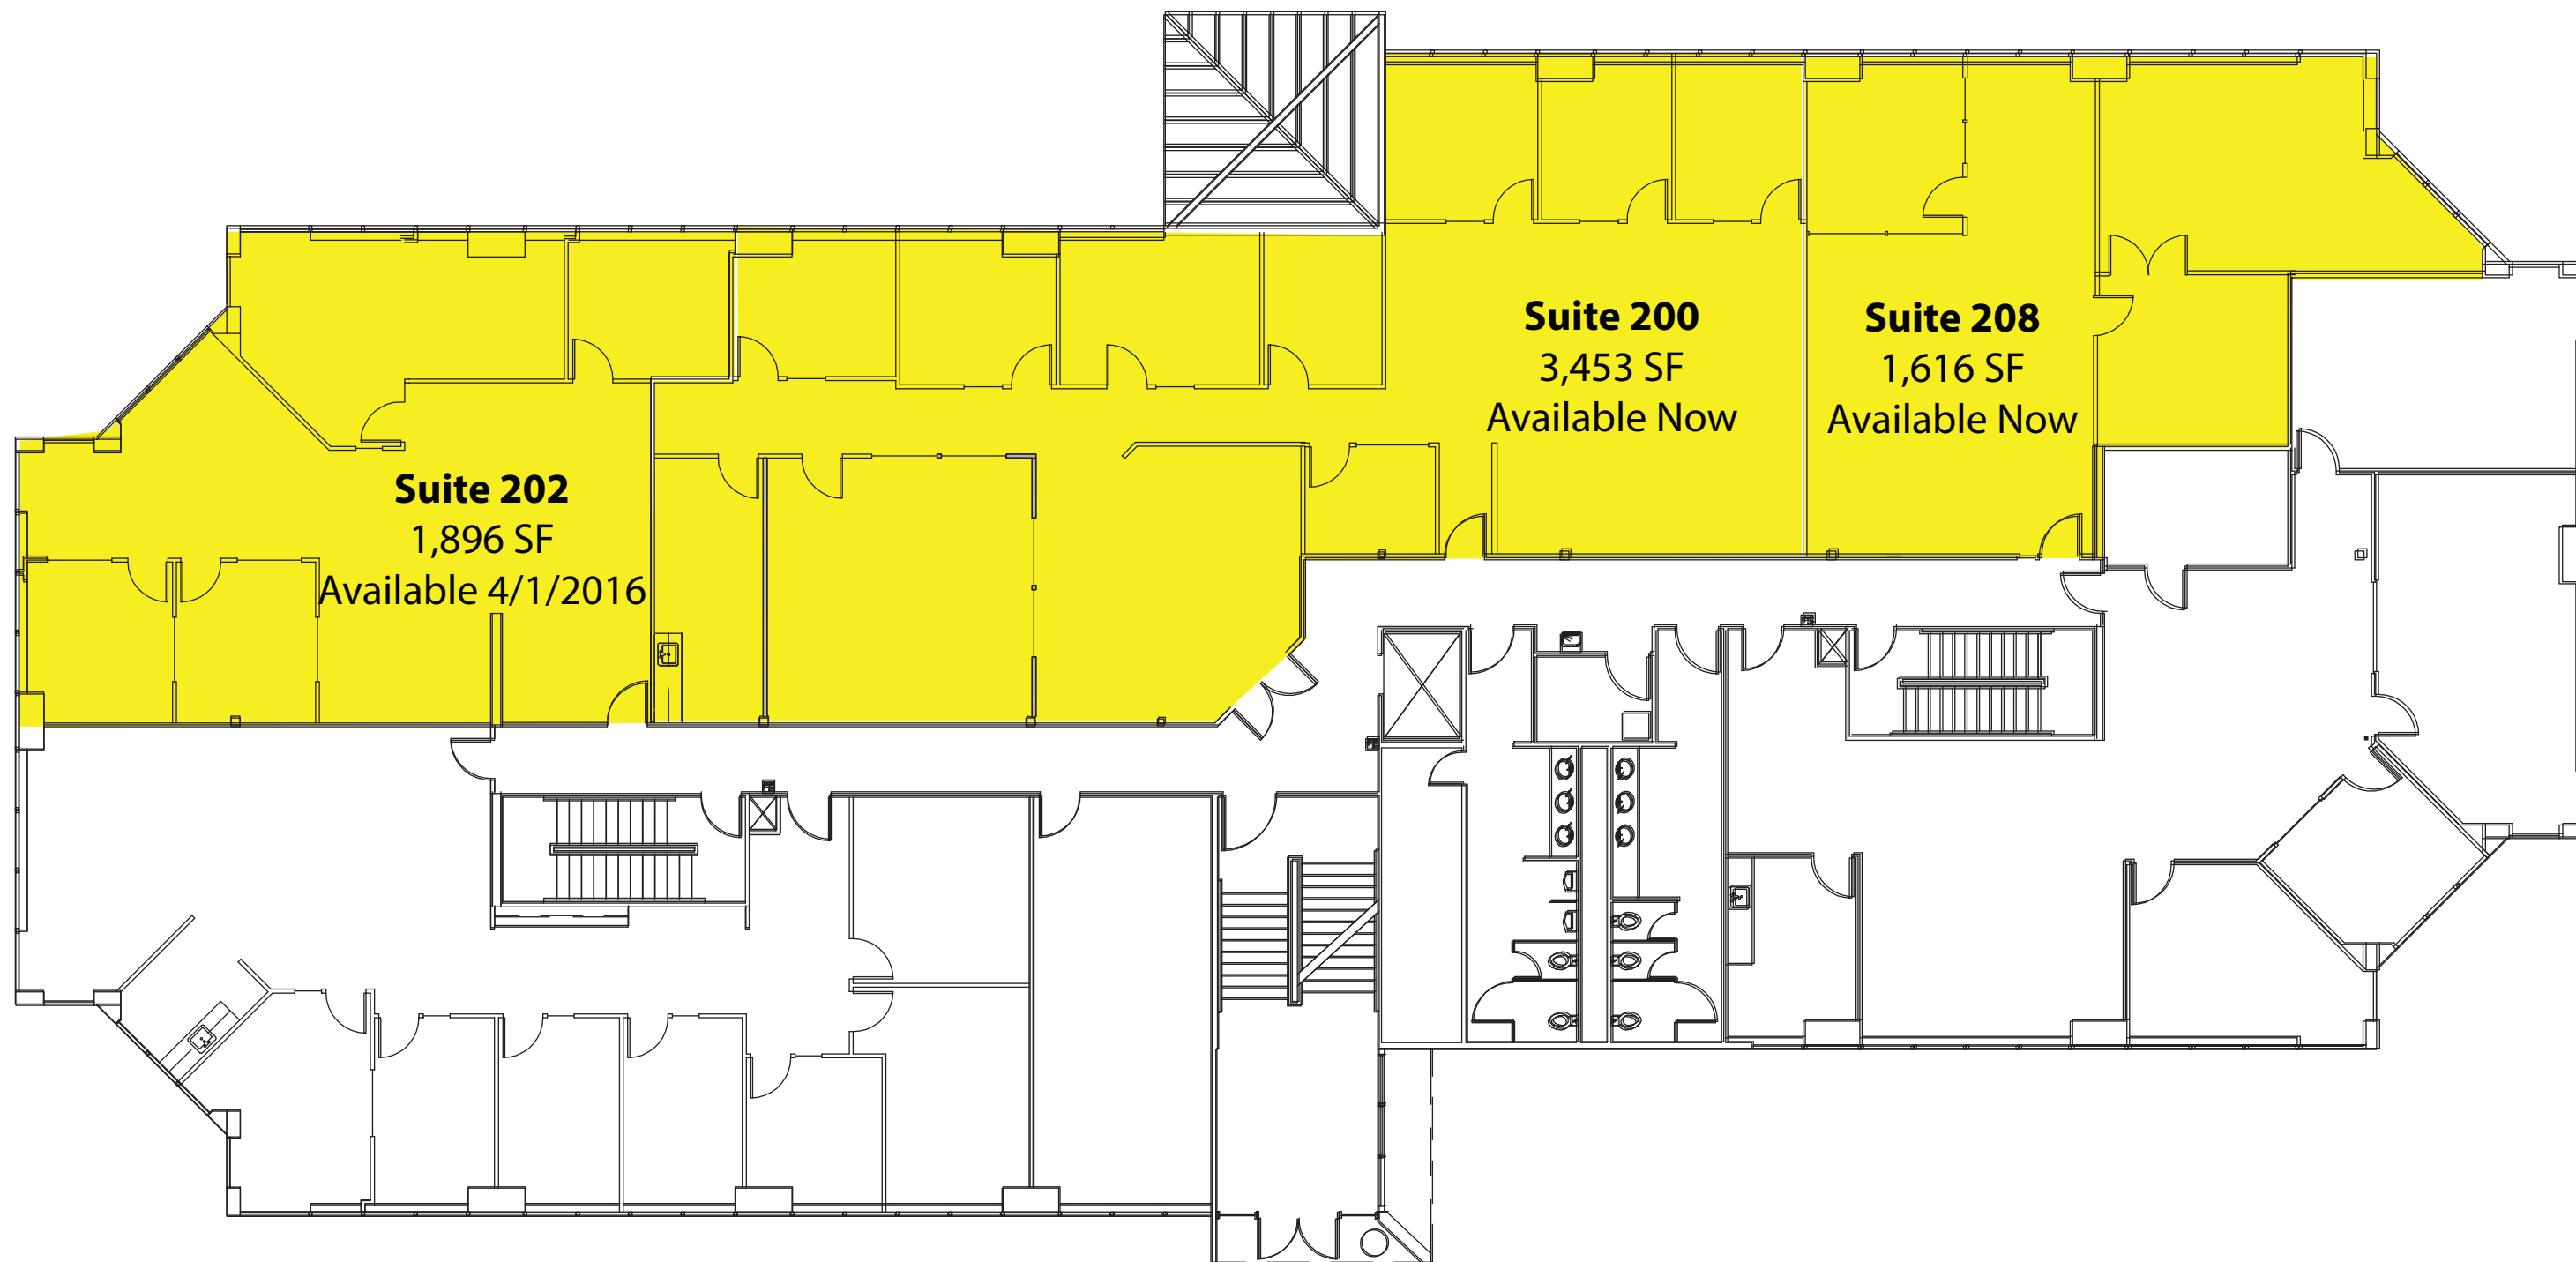 Suite 202
1,896 SF
Available 4/1/2016
Suite 200
3,453 SF
Available Now
Suite 208
1,616 SF
Available Now